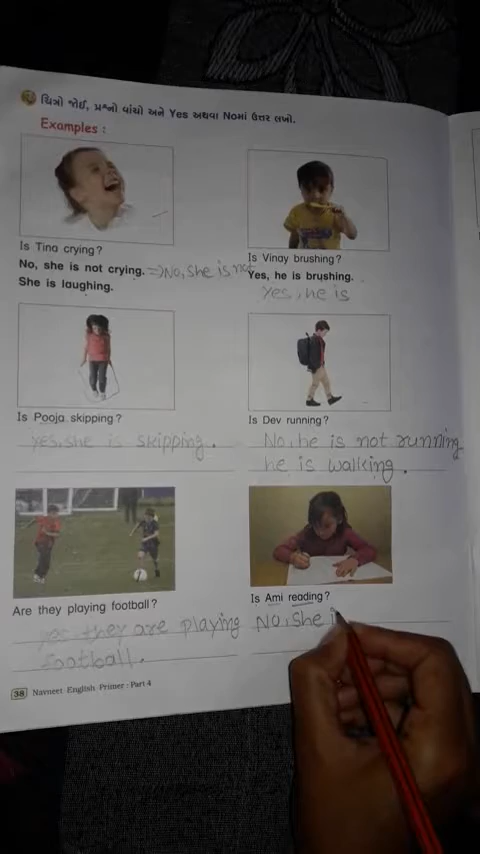 ચિત્રો જોઈ, પ્રશ્નો વાંચો અને Yes અથવા Noમાં ઉત્તર લખો.
Examples :
Is Tina crying?
No, she is not crying. ⇒No, she is not
She is laughing.
Is Vinay brushing?
Yes, he is brushing.
Yes, he is
Is Pooja skipping?
yes, she is skipping.
Is Dev running?
No, he is not running
he is walking.
Are they playing football?
yes they are playing
football.
Is Ami reading?
No, She i
38 Navneet English Primer : Part 4